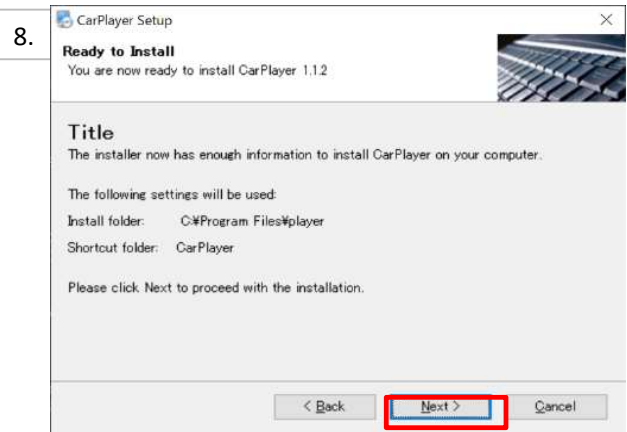 8.
CarPlayer Setup
Ready to Install
You are now ready to install CarPlayer 1.1.2
Title
The installer now has enough information to install CarPlayer on your computer.
The following settings will be used:
Install folder: C:¥Program Files¥player
Shortcut folder: CarPlayer
Please click Next to proceed with the installation.
< Back Next > Cancel